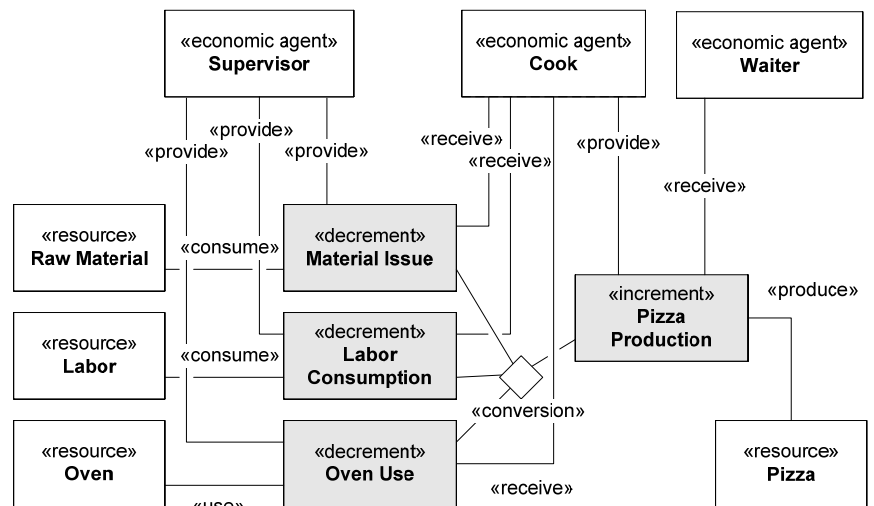 «economic agent»
Supervisor
«economic agent»
Cook
«economic agent»
Waiter
«provide»
«provide»
«provide»
«receive»
«receive»
«provide»
«receive»
«resource»
Raw Material
«consume»
«decrement»
Material Issue
«increment»
Pizza
Production
«produce»
«resource»
Labor
«consume»
«decrement»
Labor
Consumption
«conversion»
«resource»
Oven
«use»
«decrement»
Oven Use
«receive»
«resource»
Pizza